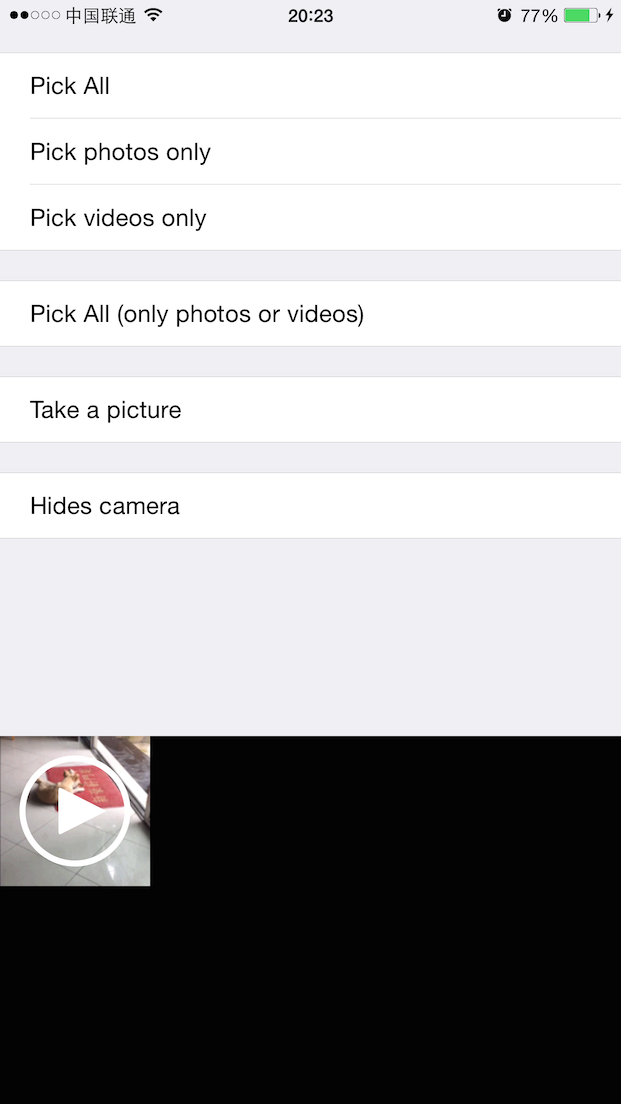 中国联通 20:23 77%
Pick All
Pick photos only
Pick videos only
Pick All (only photos or videos)
Take a picture
Hides camera